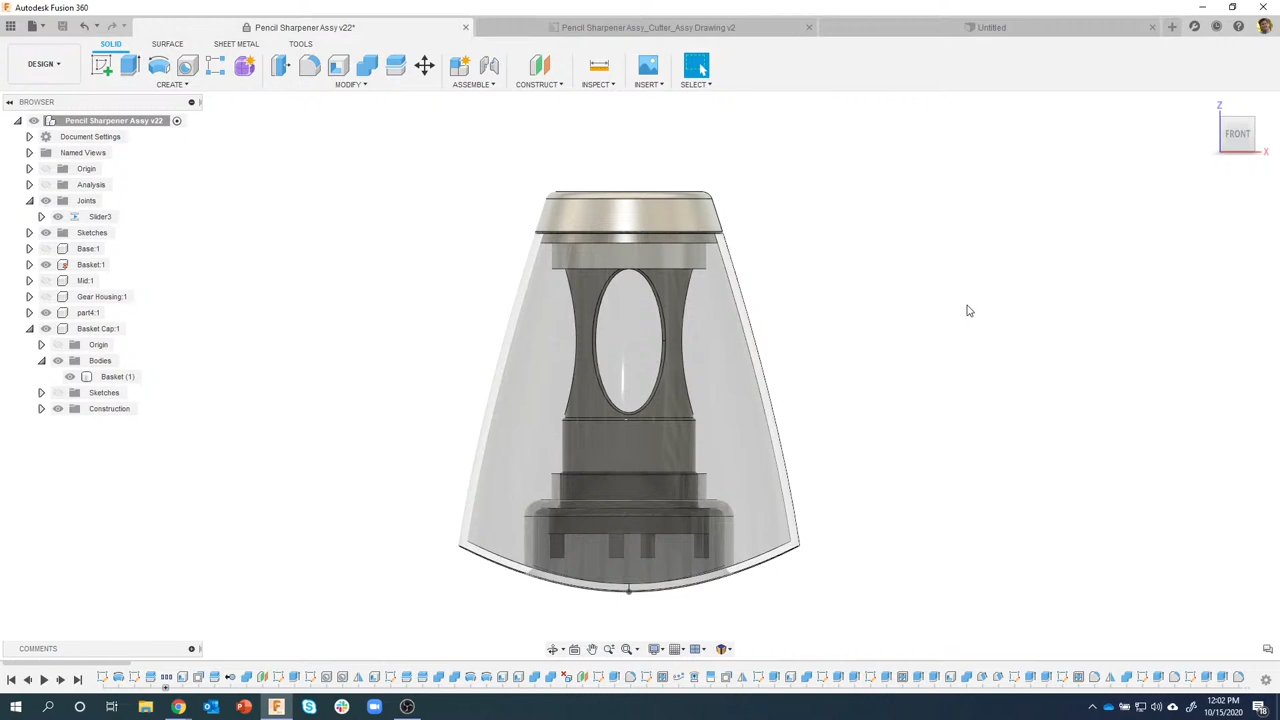 Autodesk Fusion 360
Pencil Sharpener Assy v22*
Pencil Sharpener Assy_Cutter_Assy Drawing v2
Untitled
SOLID
SURFACE
SHEET METAL
TOOLS
DESIGN
CREATE
MODIFY
ASSEMBLE
CONSTRUCT
INSPECT
INSERT
SELECT
BROWSER
Pencil Sharpener Assy v22
Document Settings
Named Views
Origin
Analysis
Joints
Slider3
Sketches
Base:1
Basket:1
Mid:1
Gear Housing:1
part4:1
Basket Cap:1
Origin
Bodies
Basket (1)
Sketches
Construction
Z
FRONT
X
COMMENTS
12:02 PM
10/15/2020
18